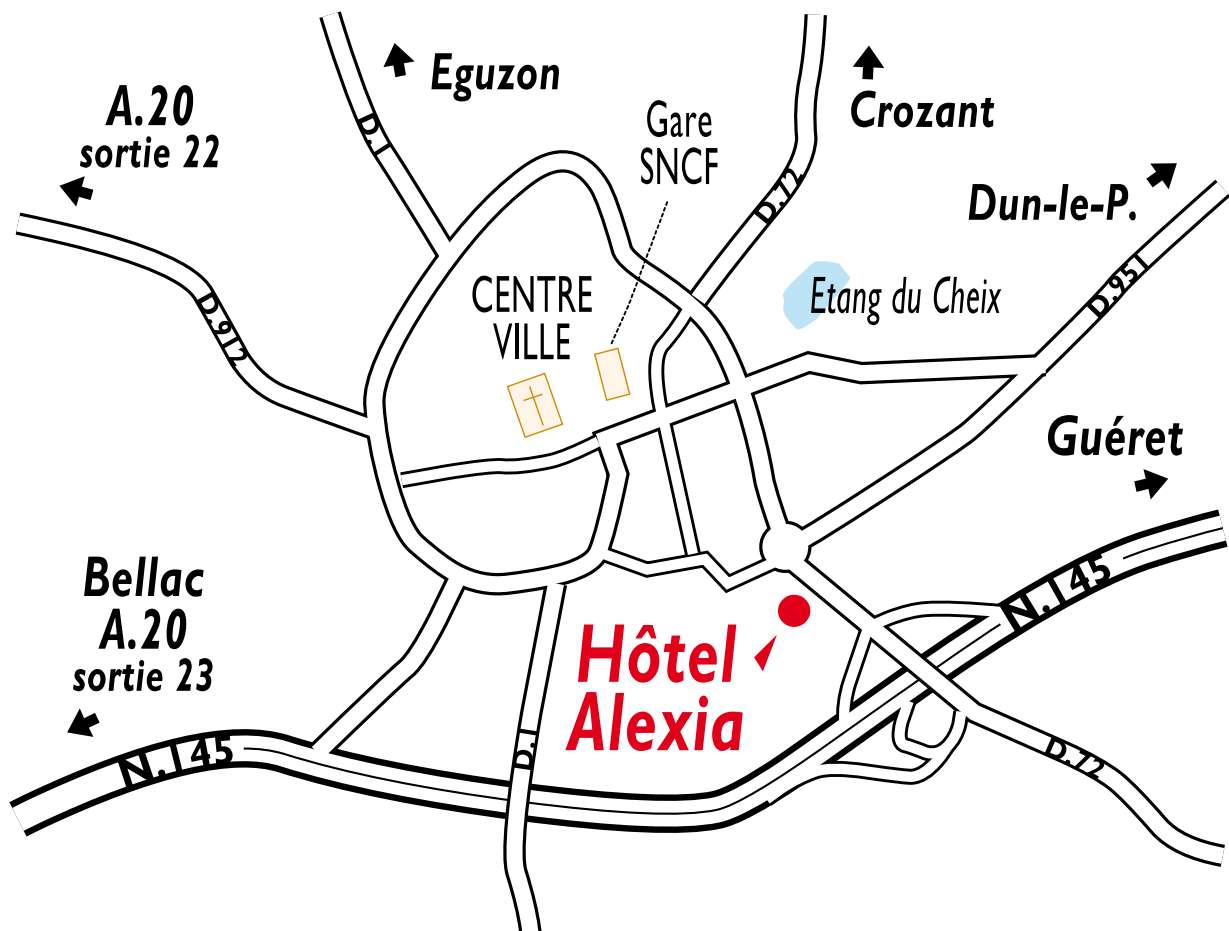 A.20
sortie 22
Eguzon
Crozant
Gare
SNCF
Dun-le-P.
D.1
D.72
D.951
D.912
CENTRE
VILLE
Etang du Cheix
Guéret
Bellac
A.20
sortie 23
N.145
N.145
Hôtel
Alexia
D.1
D.72